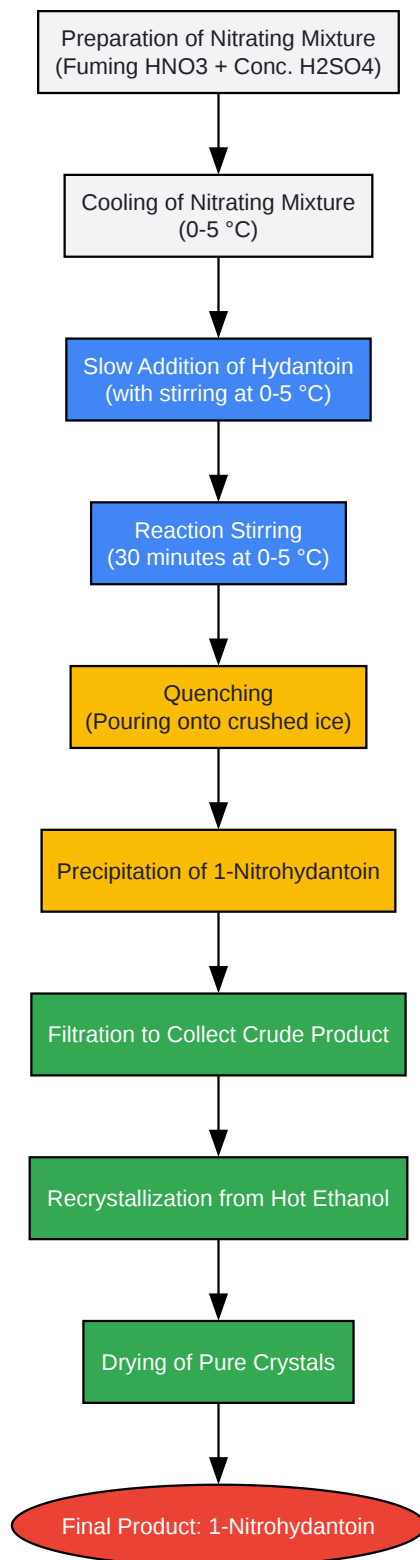 Preparation of Nitrating Mixture
(Fuming HNO3 + Conc. H2SO4)
Cooling of Nitrating Mixture
(0-5 °C)
Slow Addition of Hydantoin
(with stirring at 0-5 °C)
Reaction Stirring
(30 minutes at 0-5 °C)
Quenching
(Pouring onto crushed ice)
Precipitation of 1-Nitrohydantoin
Filtration to Collect Crude Product
Recrystallization from Hot Ethanol
Drying of Pure Crystals
Final Product: 1-Nitrohydantoin